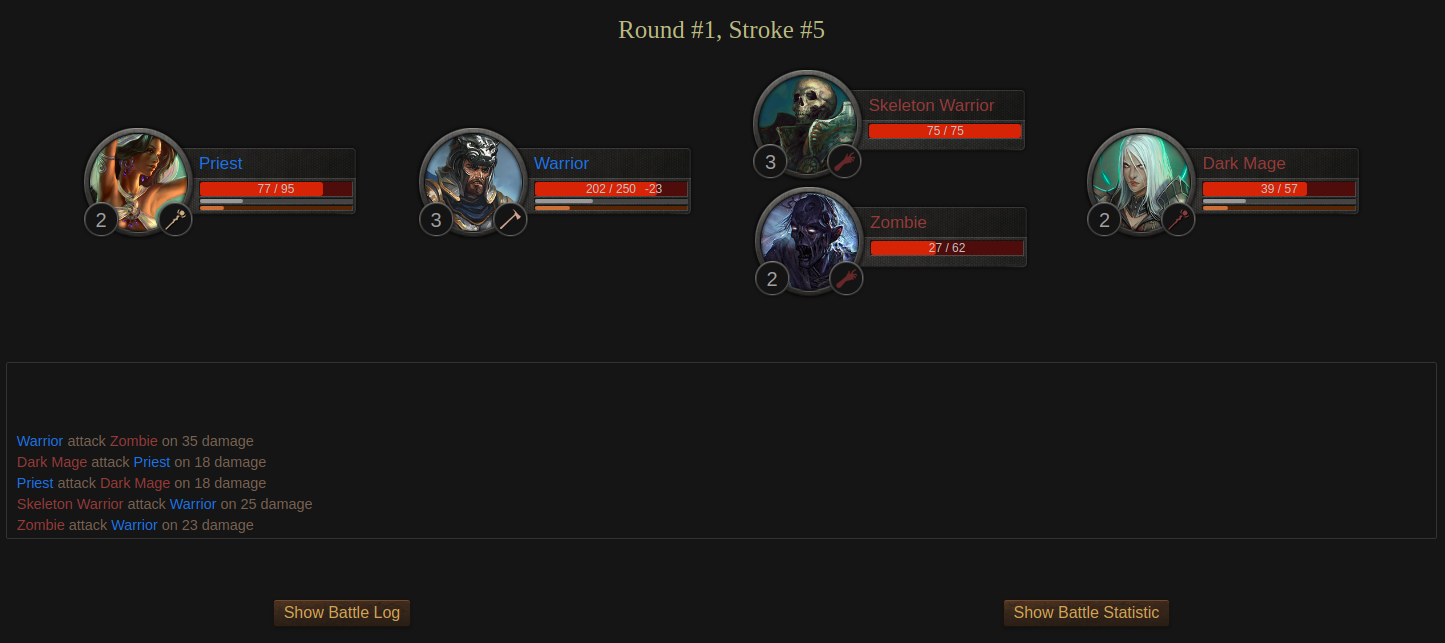 Round #1, Stroke #5
Priest
77 / 95
2
Warrior
202 / 250 -23
3
Skeleton Warrior
75 / 75
3
Zombie
27 / 62
2
Dark Mage
39 / 57
2
Warrior attack Zombie on 35 damage
Dark Mage attack Priest on 18 damage
Priest attack Dark Mage on 18 damage
Skeleton Warrior attack Warrior on 25 damage
Zombie attack Warrior on 23 damage
Show Battle Log
Show Battle Statistic